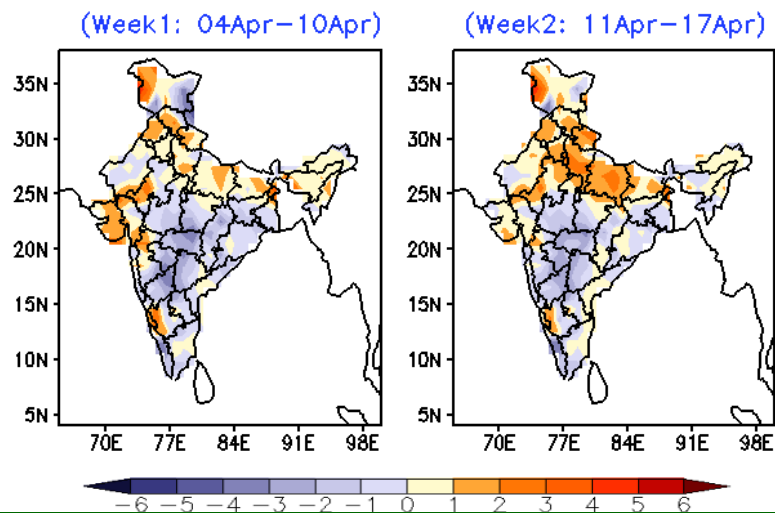 (Week1: 04Apr−10Apr)
(Week2: 11Apr−17Apr)
35N
30N
25N
20N
15N
10N
5N
70E 77E 84E 91E 98E
35N
30N
25N
20N
15N
10N
5N
70E 77E 84E 91E 98E
−6 −5 −4 −3 −2 −1 0 1 2 3 4 5 6